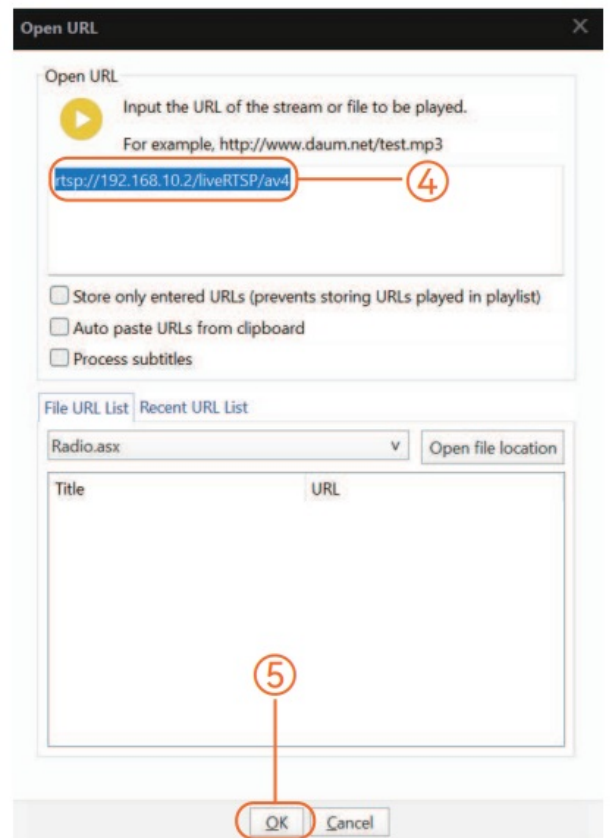 Open URL
Open URL
Input the URL of the stream or file to be played.
For example, http://www.daum.net/test.mp3
rtsp://192.168.10.2/liveRTSP/av4
④
Store only entered URLs (prevents storing URLs played in playlist)
Auto paste URLs from clipboard
Process subtitles
File URL List Recent URL List
Radio.asx Open file location
Title URL
⑤
OK Cancel